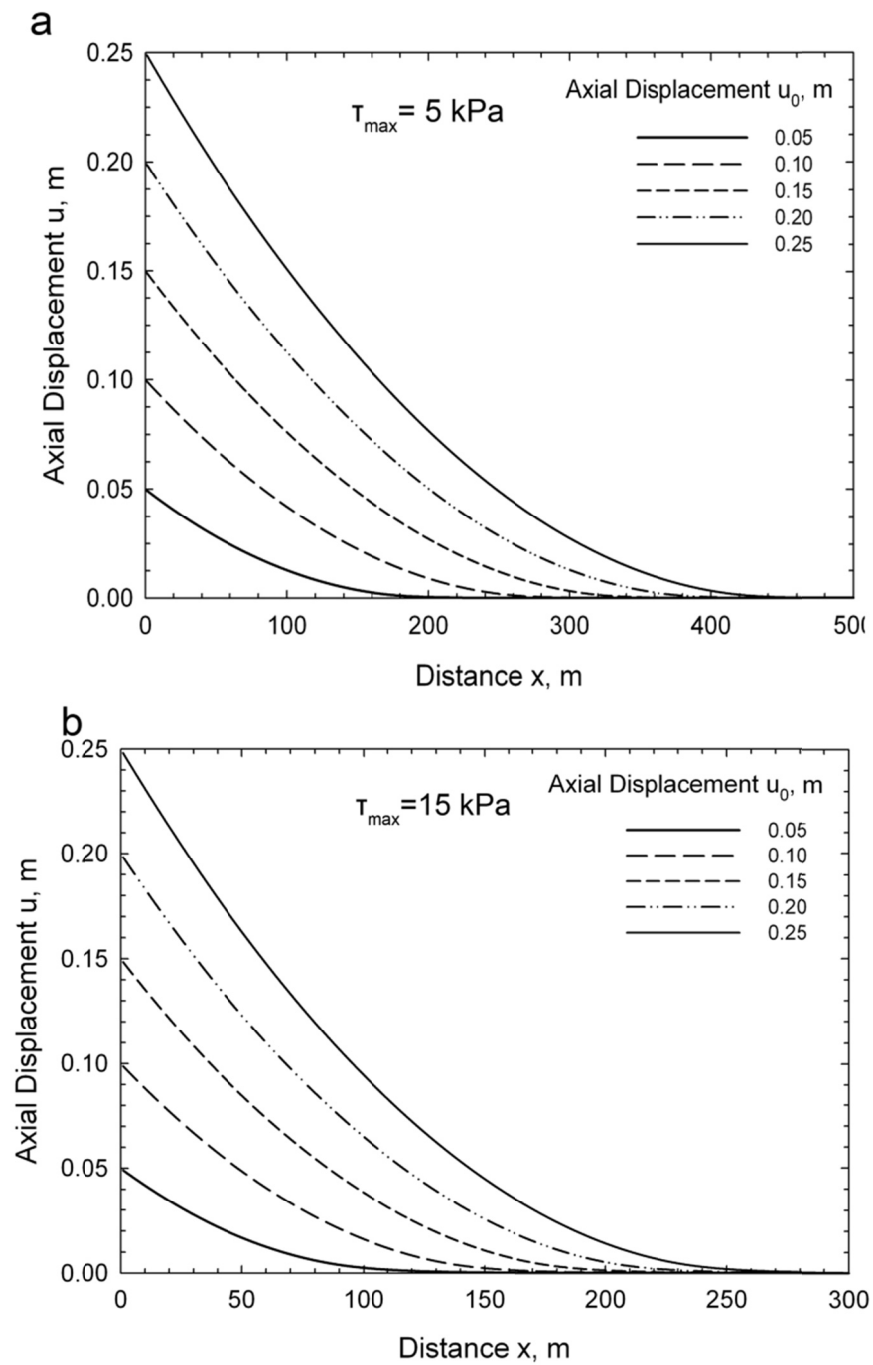 a
0.25
0.20
0.15
0.10
0.05
0.00
Axial Displacement u, m
τmax= 5 kPa
Axial Displacement u0, m
0.05
0.10
0.15
0.20
0.25
0 100 200 300 400 50(
Distance x, m
b
0.25
0.20
0.15
0.10
0.05
0.00
Axial Displacement u, m
τmax=15 kPa
Axial Displacement u0, m
0.05
0.10
0.15
0.20
0.25
0 50 100 150 200 250 300
Distance x, m